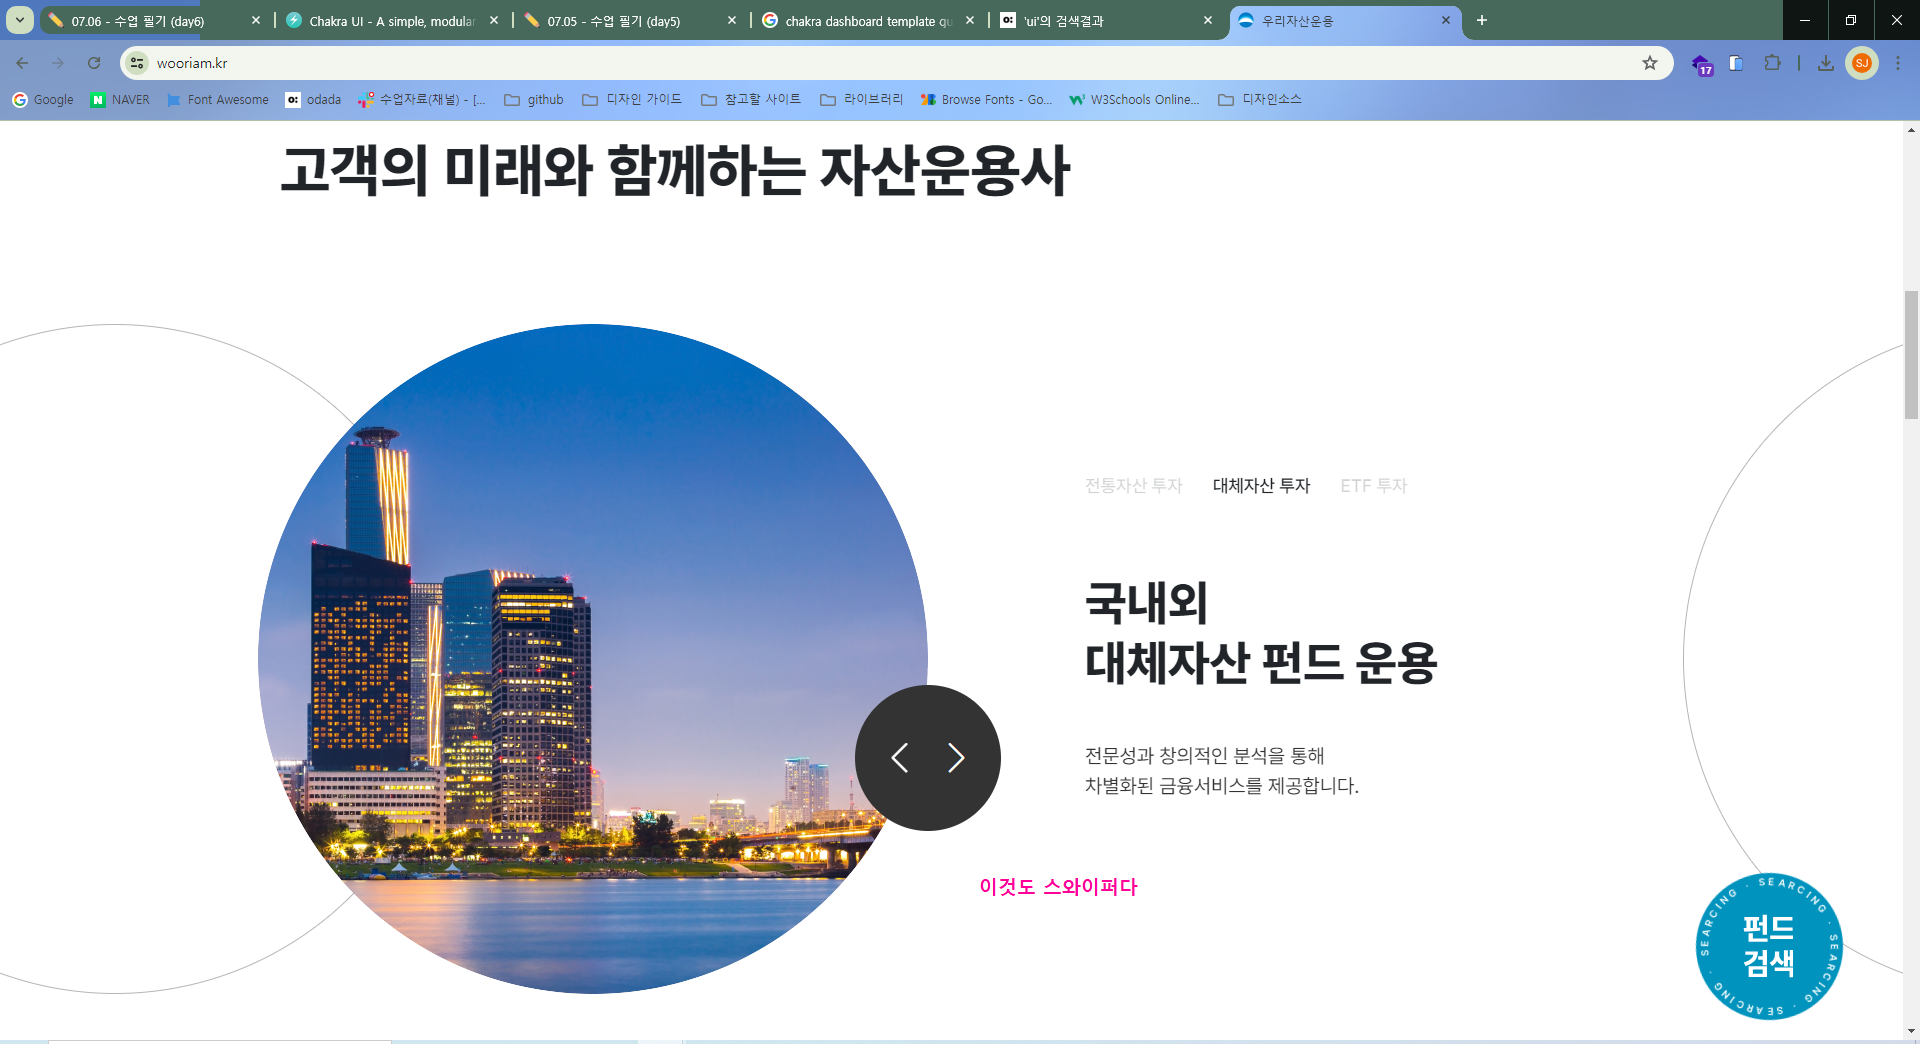 07.06 - 수업 필기 (day6)
Chakra UI - A simple, modular
07.05 - 수업 필기 (day5)
chakra dashboard template qu
'ui'의 검색결과
우리자산운용
wooriam.kr
17
SJ
Google
NAVER
Font Awesome
odada
수업자료(채널) - [...
github
디자인 가이드
참고할 사이트
라이브러리
Browse Fonts - Go...
W3Schools Online...
디자인소스
고객의 미래와 함께하는 자산운용사
전통자산 투자 대체자산 투자 ETF 투자
국내외
대체자산 펀드 운용
전문성과 창의적인 분석을 통해
차별화된 금융서비스를 제공합니다.
이것도 스와이퍼다
SEARCING · SEARCING · SEARCING · SEARCING · SEARCING ·
펀드
검색